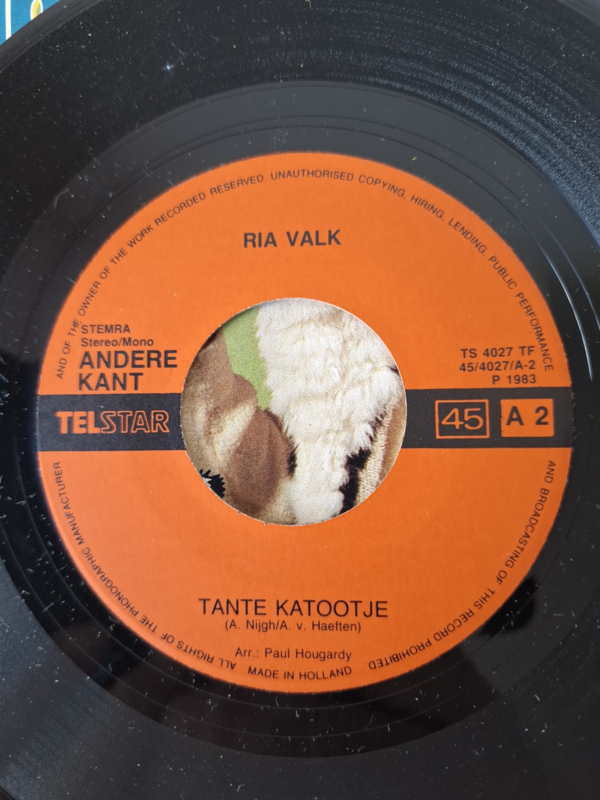 ALL RIGHTS OF THE PHONOGRAPHIC MANUFACTURER
AND OF THE OWNER OF THE WORK RECORDED RESERVED UNAUTHORISED COPYING, HIRING, LENDING, PUBLIC PERFORMANCE
AND BROADCASTING OF THIS RECORD PROHIBITED
RIA VALK
STEMRA
Stereo/Mono
ANDERE
KANT
TS 4027 TF
45/4027/A-2
P 1983
TELSTAR
45
A 2
TANTE KATOOTJE
(A. Nijgh/A. v. Haeften)
Arr.: Paul Hougardy
MADE IN HOLLAND